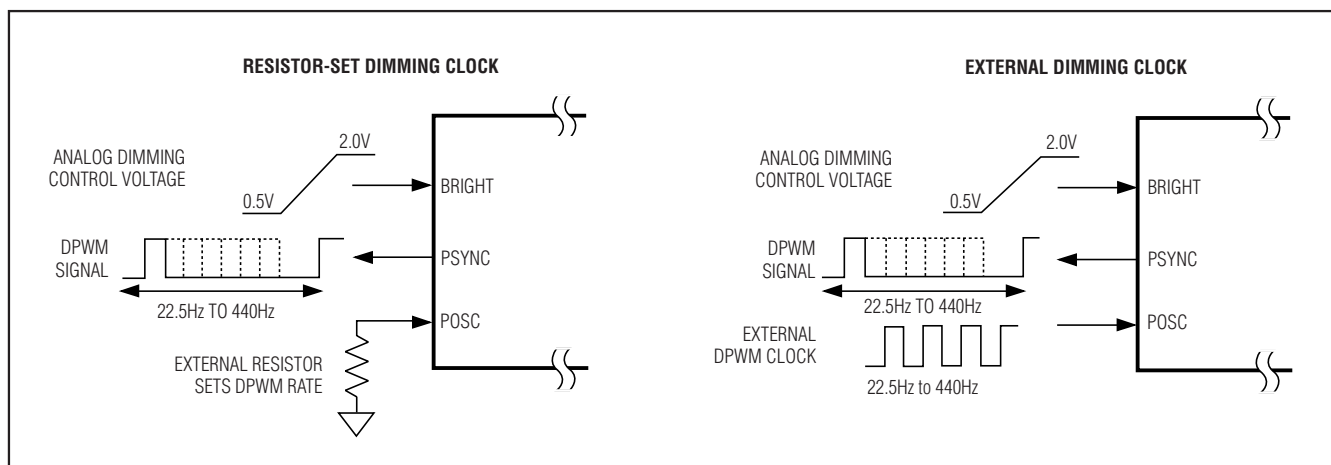 RESISTOR-SET DIMMING CLOCK
ANALOG DIMMING
CONTROL VOLTAGE
2.0V
0.5V
BRIGHT
DPWM
SIGNAL
PSYNC
22.5Hz TO 440Hz
POSC
EXTERNAL RESISTOR
SETS DPWM RATE
EXTERNAL DIMMING CLOCK
ANALOG DIMMING
CONTROL VOLTAGE
2.0V
0.5V
BRIGHT
DPWM
SIGNAL
PSYNC
22.5Hz TO 440Hz
EXTERNAL
DPWM CLOCK
POSC
22.5Hz to 440Hz